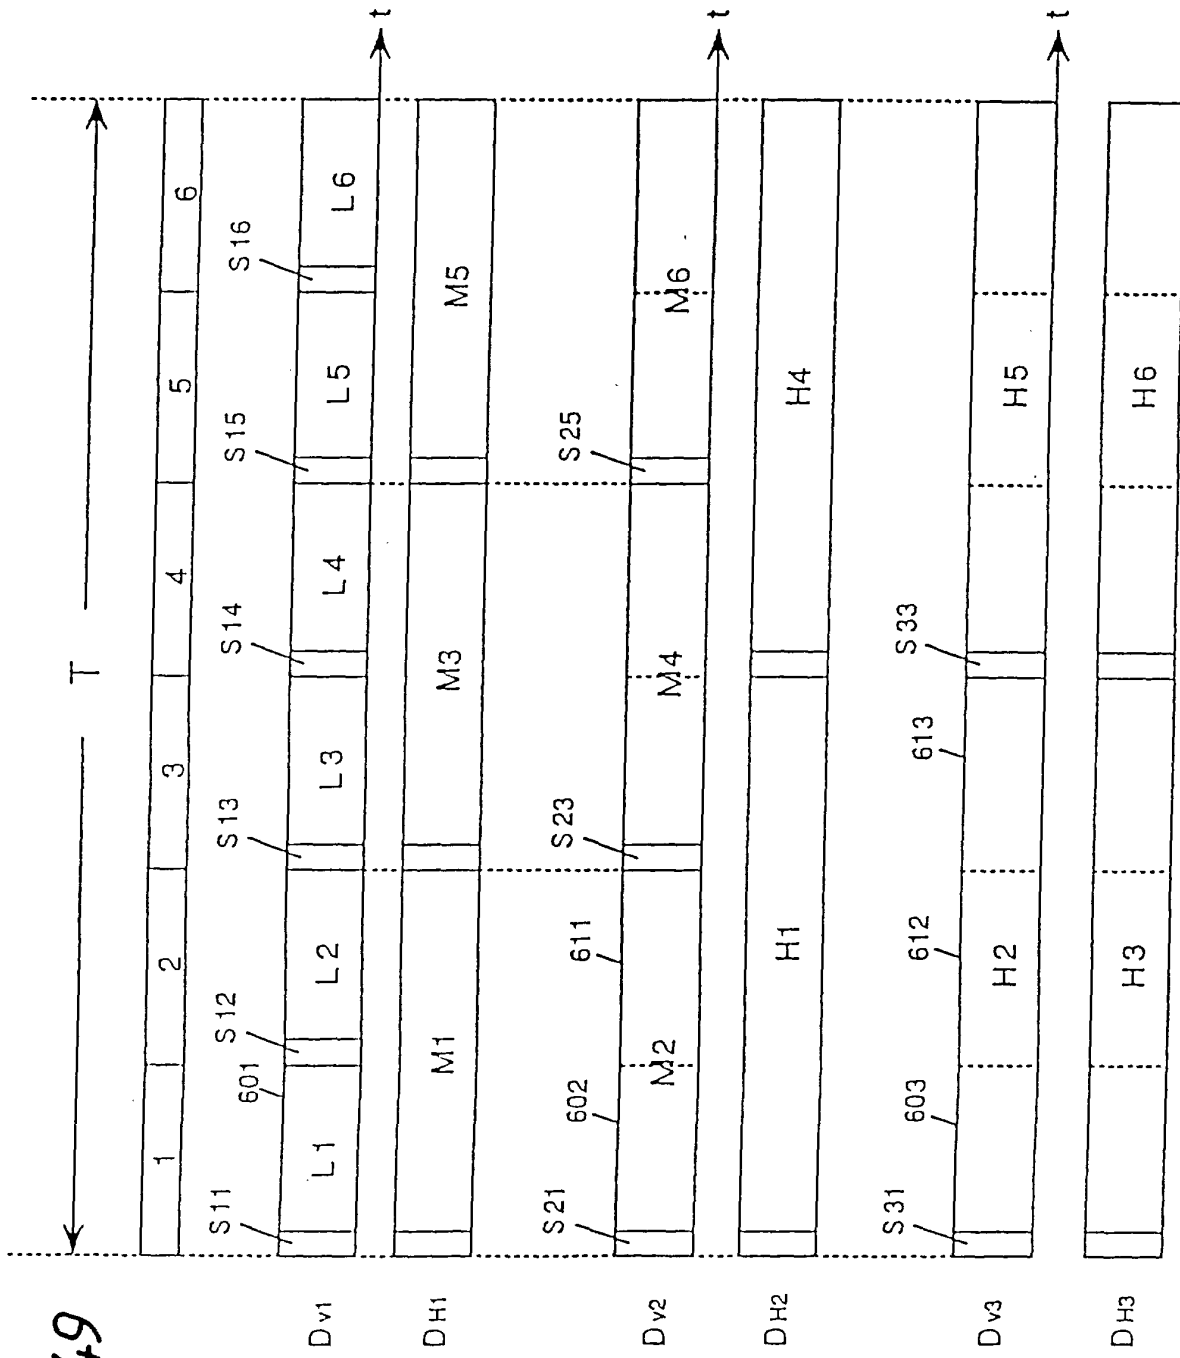 49
T
1 2 3 4 5 6
S11 601 S12 S13 S14 S15 S16
Dv1 L1 L2 L3 L4 L5 L6 t
DH1 M1 M3 M5
S21 602 611 S23 S25
Dv2 M2 M4 M6 t
DH2 H1 H4
S31 603 612 613 S33
Dv3 H2 H5 t
DH3 H3 H6